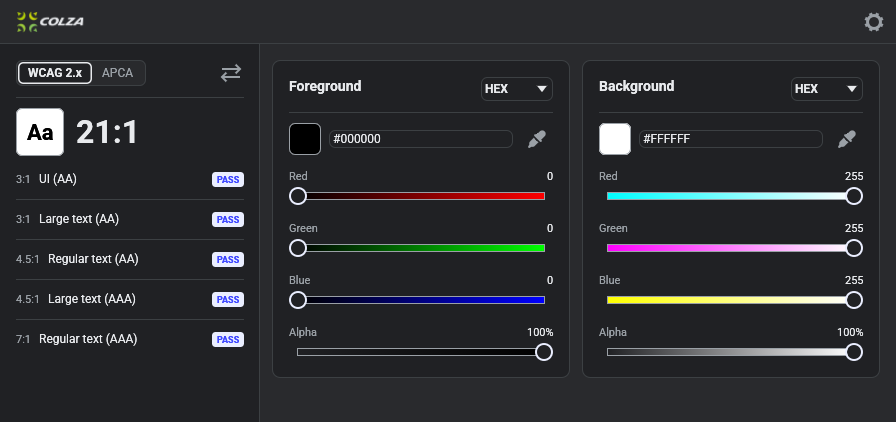 COLZA
WCAG 2.x APCA
Aa 21:1
3:1 UI (AA) PASS
3:1 Large text (AA) PASS
4.5:1 Regular text (AA) PASS
4.5:1 Large text (AAA) PASS
7:1 Regular text (AAA) PASS
Foreground HEX
#000000
Red 0
Green 0
Blue 0
Alpha 100%
Background HEX
#FFFFFF
Red 255
Green 255
Blue 255
Alpha 100%